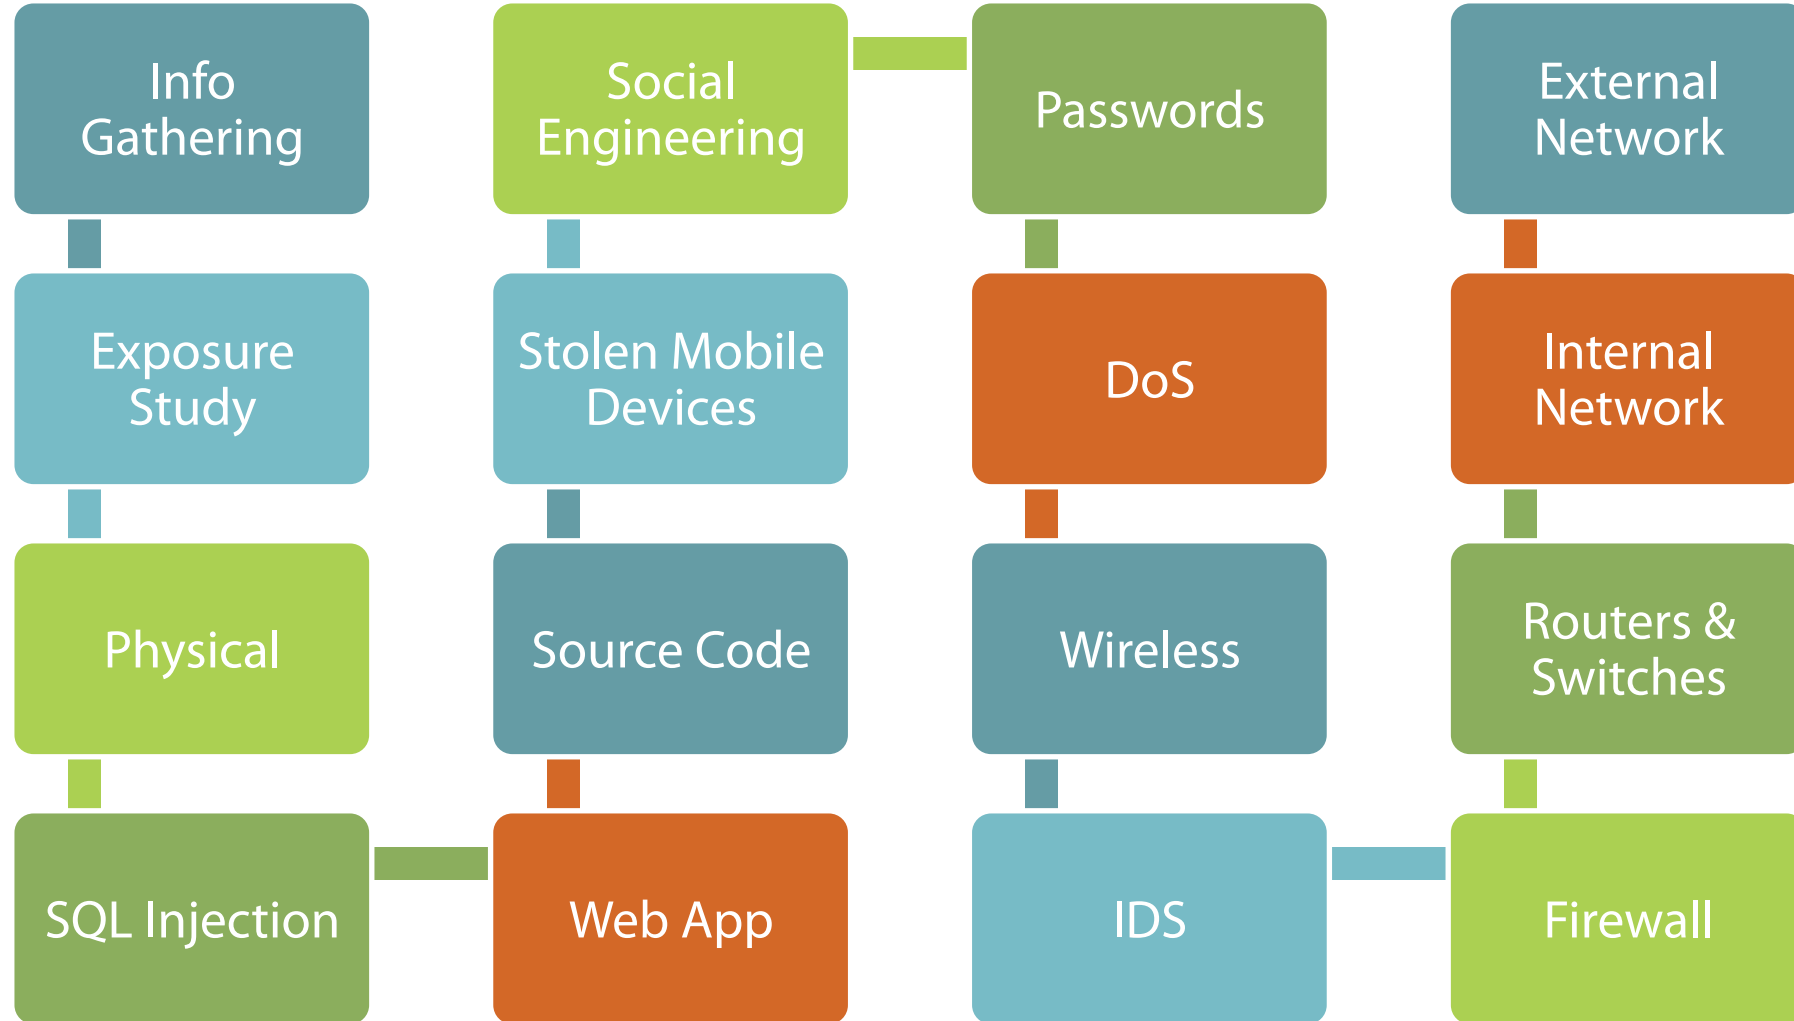 Info
Gathering
Exposure
Study
Physical
SQL Injection
Web App
Source Code
Stolen Mobile
Devices
Social
Engineering
Passwords
DoS
Wireless
IDS
Firewall
Routers &
Switches
Internal
Network
External
Network